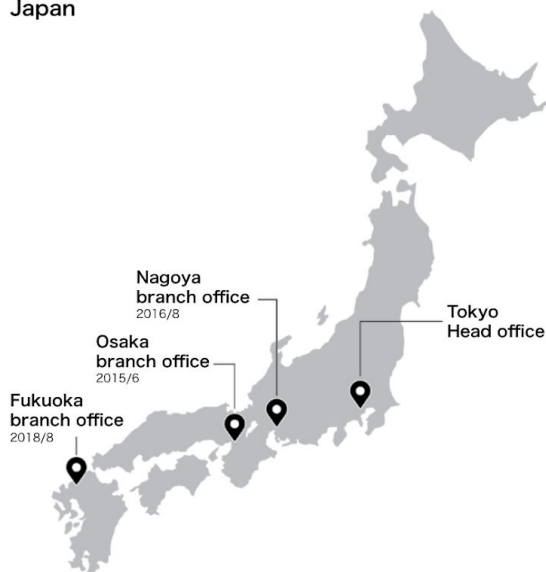 Japan
Nagoya
branch office
2016/8
Tokyo
Head office
Osaka
branch office
2015/6
Fukuoka
branch office
2018/8